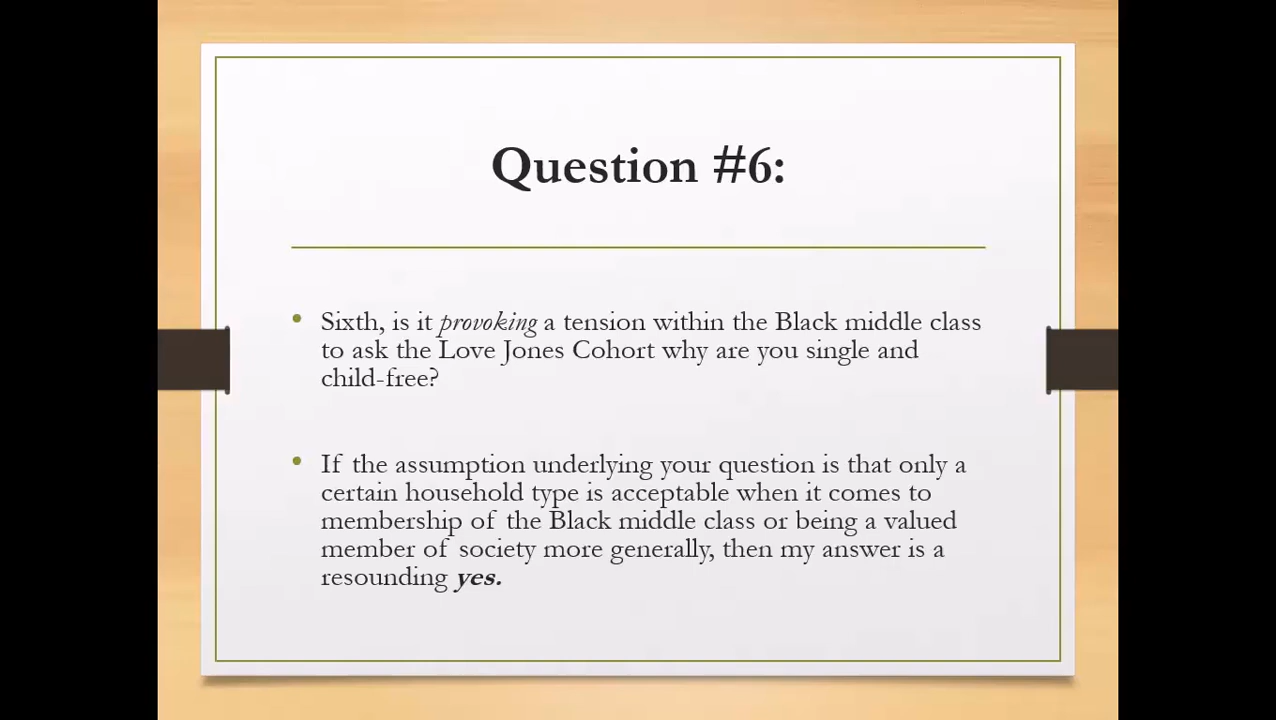 Question #6:
• Sixth, is it provoking a tension within the Black middle class
to ask the Love Jones Cohort why are you single and
child-free?
• If the assumption underlying your question is that only a
certain household type is acceptable when it comes to
membership of the Black middle class or being a valued
member of society more generally, then my answer is a
resounding yes.